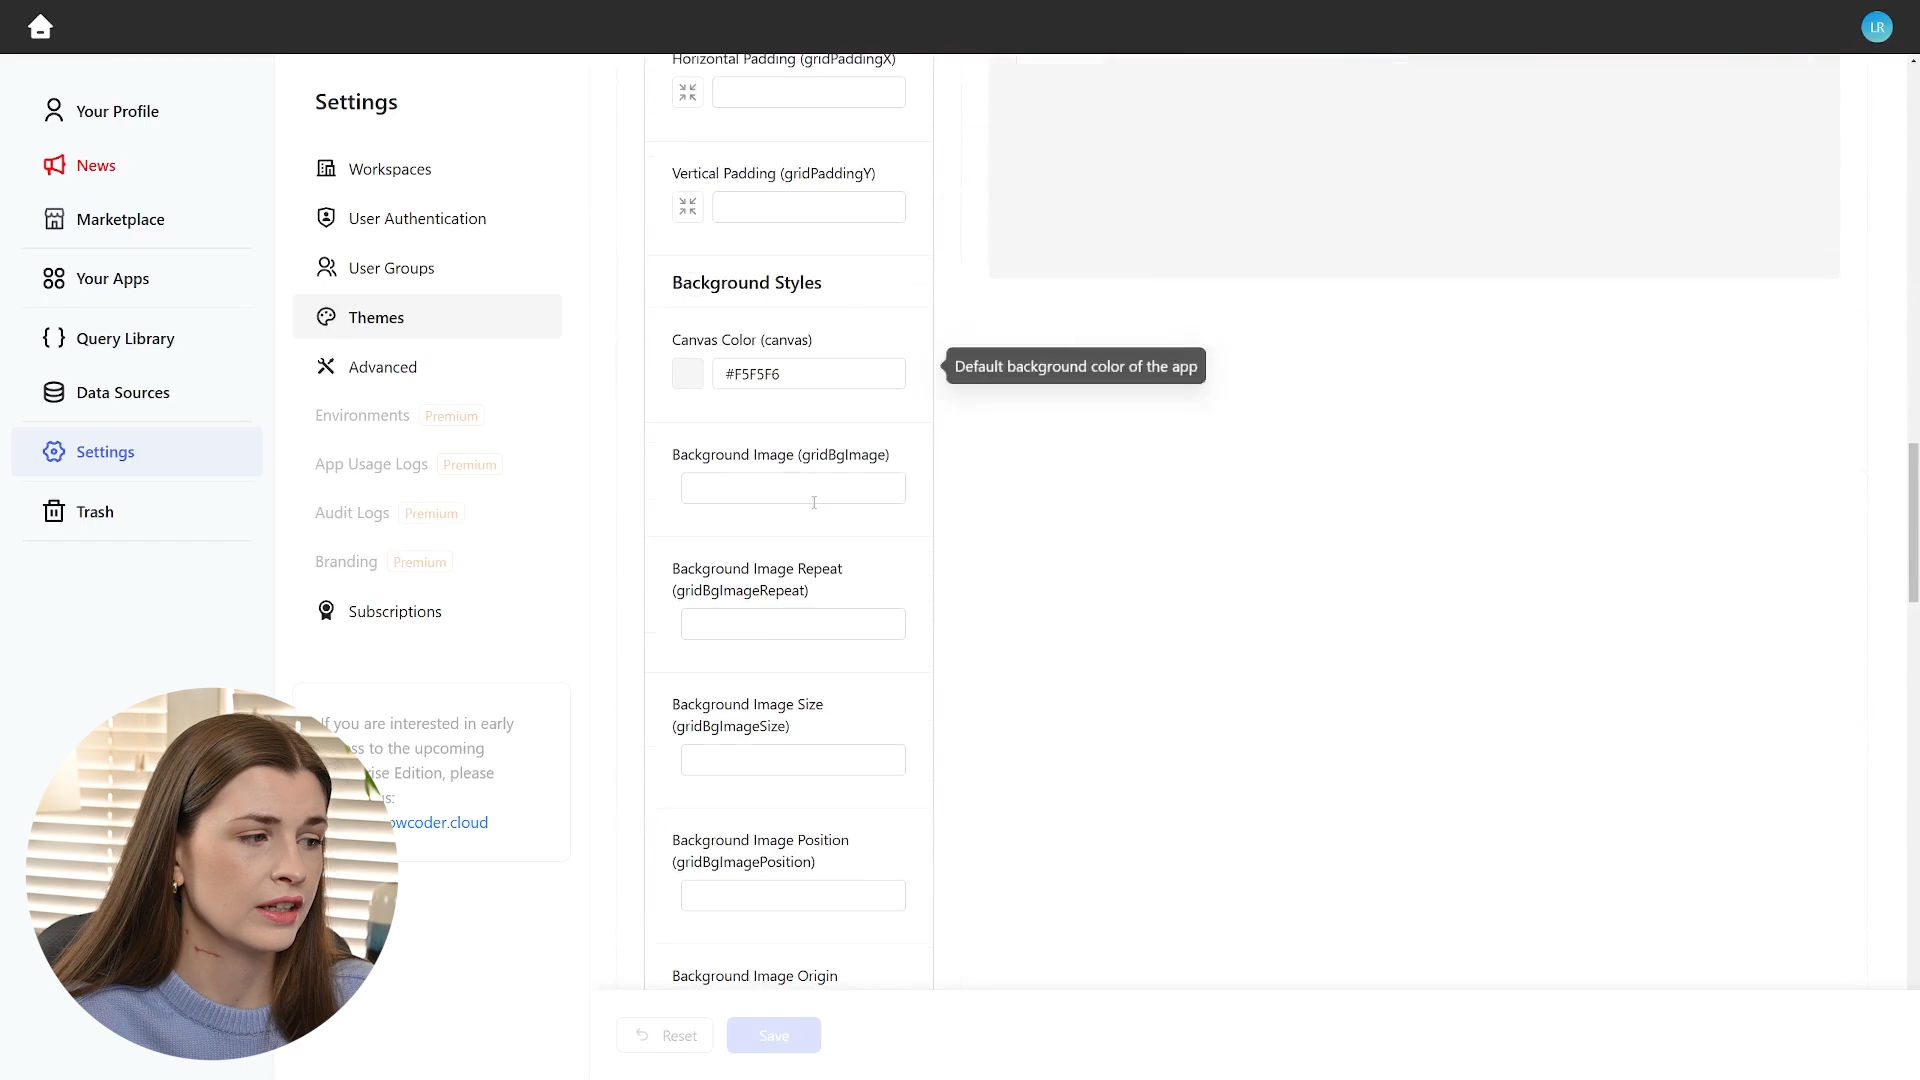 LR
Your Profile
News
Marketplace
Your Apps
Query Library
Data Sources
Settings
Trash
Settings
Workspaces
User Authentication
User Groups
Themes
Advanced
Environments Premium
App Usage Logs Premium
Audit Logs Premium
Branding Premium
Subscriptions
If you are interested in early
to the upcoming
Edition, please
Horizontal Padding (gridPaddingX)
Vertical Padding (gridPaddingY)
Background Styles
Canvas Color (canvas)
#F5F5F6
Default background color of the app
Background Image (gridBgImage)
Background Image Repeat
(gridBgImageRepeat)
Background Image Size
(gridBgImageSize)
Background Image Position
(gridBgImagePosition)
Background Image Origin
Reset
Save